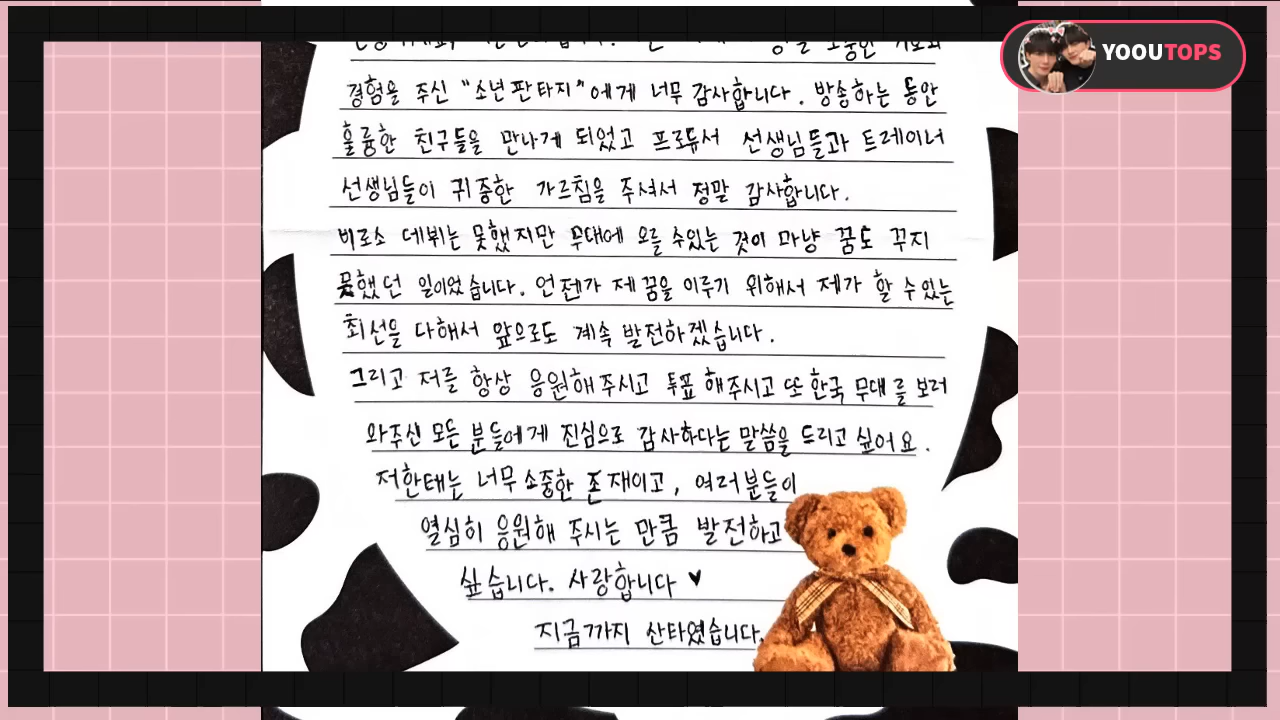 YOOUTOPS
소중한
경험을 주신 "소년판타지"에게 너무 감사합니다. 방송하는 동안
훌륭한 친구들을 만나게 되었고 프로듀서 선생님들과 트레이너
선생님들이 귀중한 가르침을 주셔서 정말 감사합니다.
비로소 데뷔는 못했지만 무대에 오를 수있는 것이 마냥 꿈도 꾸지
못했던 일이었습니다. 언젠가 제 꿈을 이루기 위해서 제가 할 수있는
최선을 다해서 앞으로도 계속 발전하겠습니다.
그리고 저를 항상 응원해주시고 투표 해주시고 또 한국 무대를 보러
와주신 모든 분들에게 진심으로 감사하다는 말씀을 드리고 싶어요.
저한테는 너무 소중한 존재이고, 여러분들이
열심히 응원해 주시는 만큼 발전하고
싶습니다. 사랑합니다 ♥
지금까지 산타였습니다.